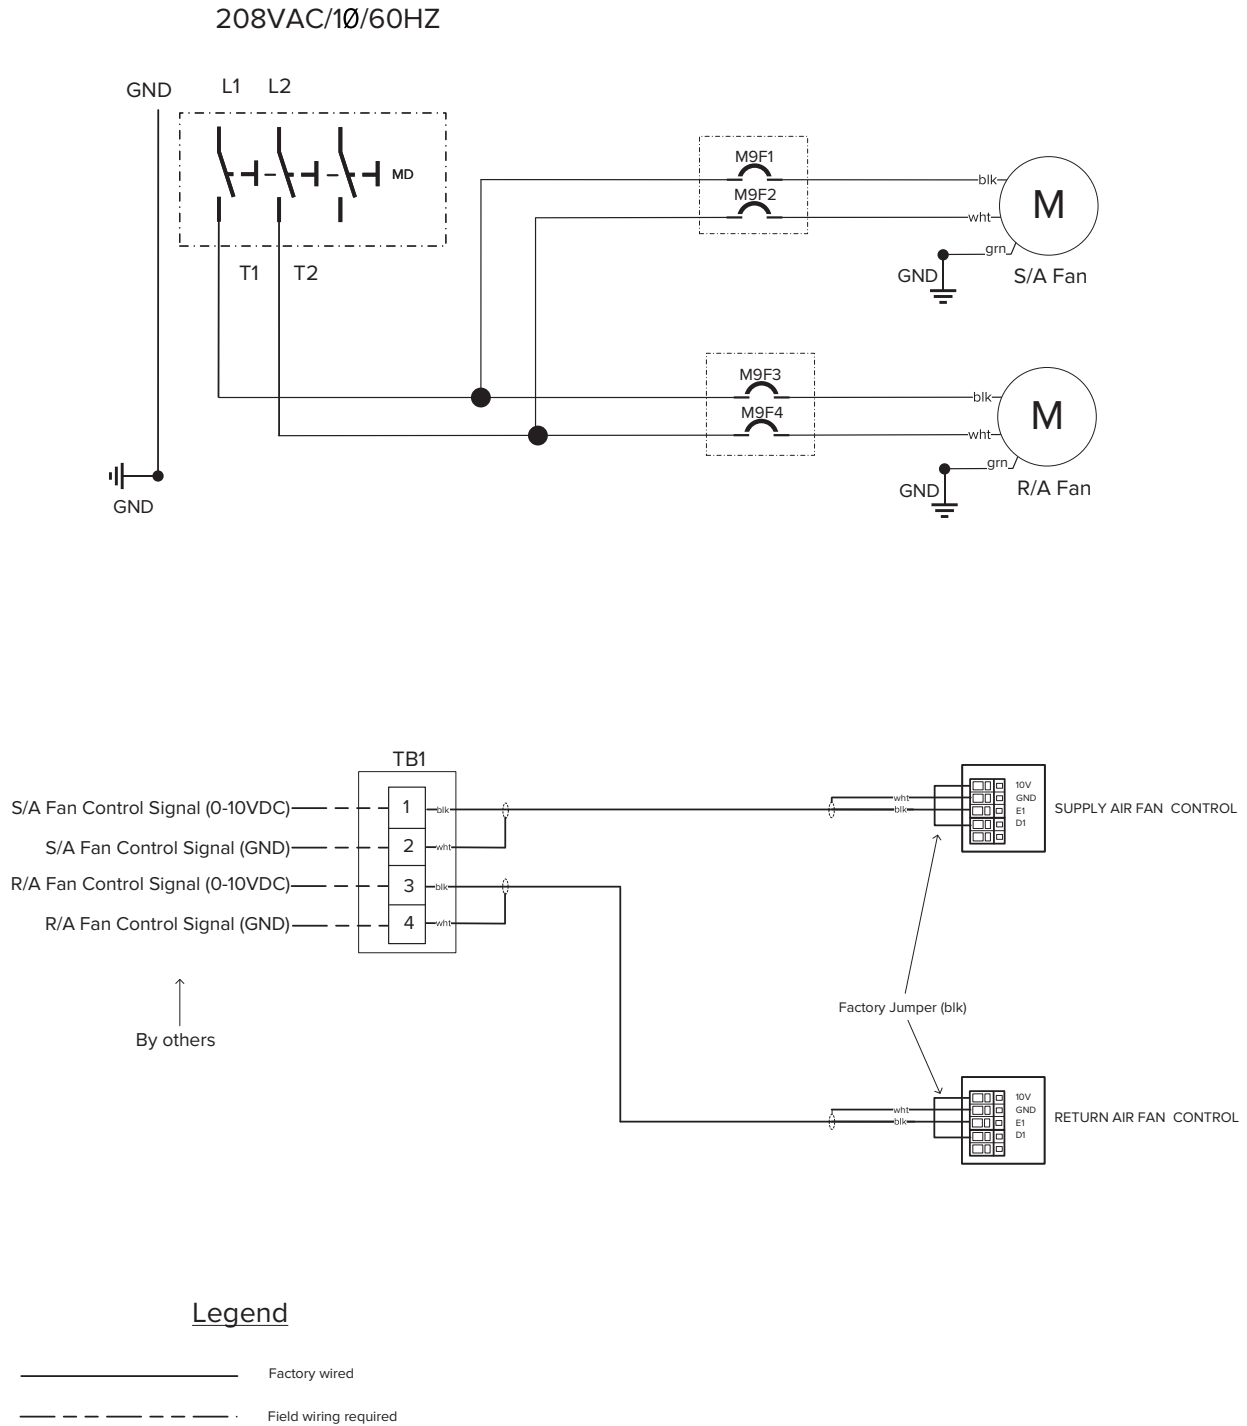 208VAC/1Ø/60HZ
GND
L1
L2
MD
T1
T2
GND
M9F1
M9F2
blk
wht
grn
M
GND
S/A Fan
M9F3
M9F4
blk
wht
grn
M
GND
R/A Fan
TB1
S/A Fan Control Signal (0-10VDC)
1
blk
S/A Fan Control Signal (GND)
2
wht
R/A Fan Control Signal (0-10VDC)
3
blk
R/A Fan Control Signal (GND)
4
wht
By others
wht
blk
10V
GND
E1
D1
SUPPLY AIR FAN CONTROL
Factory Jumper (blk)
wht
blk
10V
GND
E1
D1
RETURN AIR FAN CONTROL
Legend
Factory wired
Field wiring required